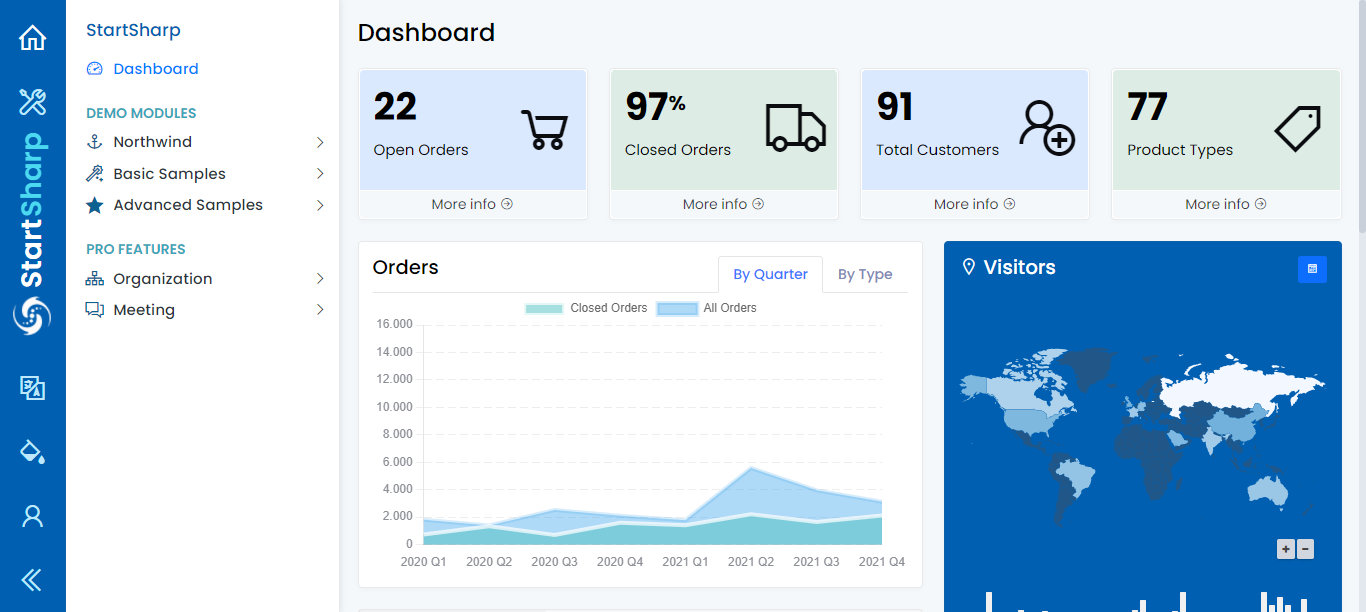 StartSharp
StartSharp
Dashboard
DEMO MODULES
Northwind
Basic Samples
Advanced Samples
PRO FEATURES
Organization
Meeting
Dashboard
22
Open Orders
More info
97%
Closed Orders
More info
91
Total Customers
More info
77
Product Types
More info
Orders
By Quarter
By Type
Closed Orders
All Orders
16.000
14.000
12.000
10.000
8.000
6.000
4.000
2.000
0
2020 Q1
2020 Q2
2020 Q3
2020 Q4
2021 Q1
2021 Q2
2021 Q3
2021 Q4
Visitors
+
−